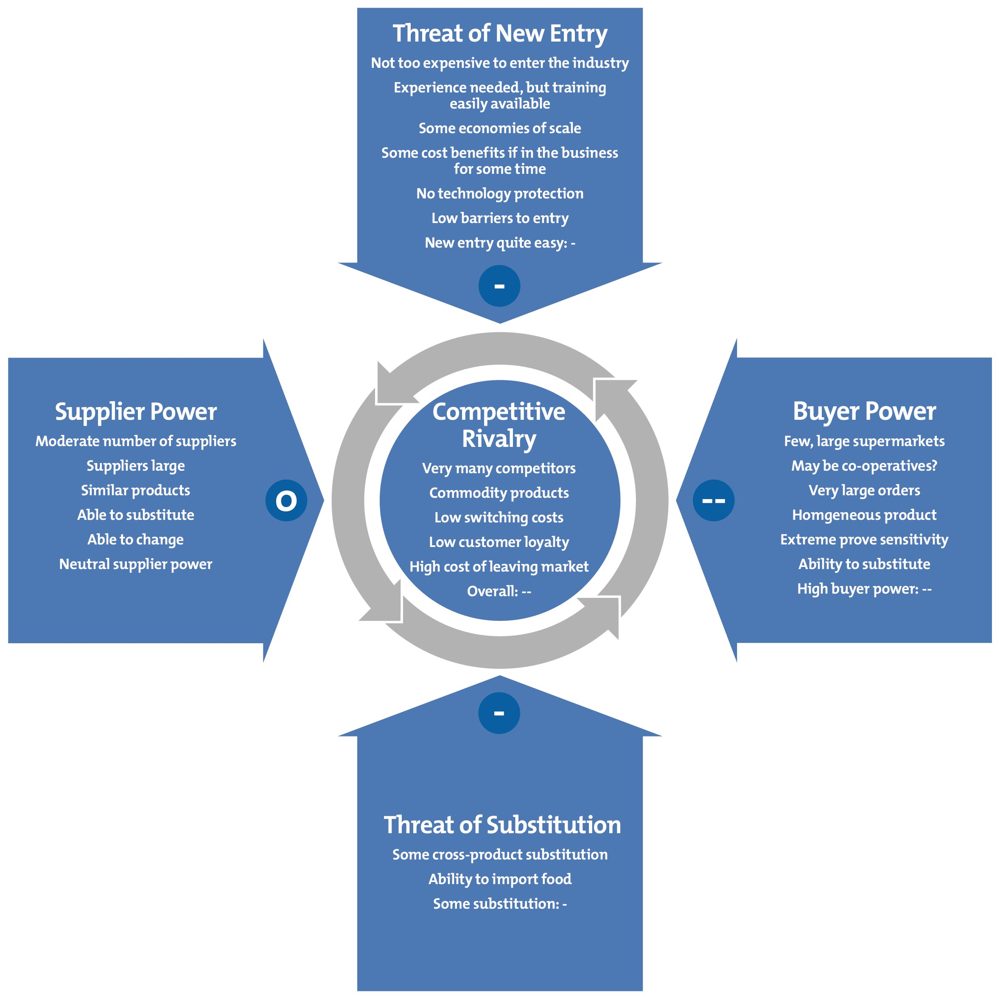 Threat of New Entry
Not too expensive to enter the industry
Experience needed, but training
easily available
Some economies of scale
Some cost benefits if in the business
for some time
No technology protection
Low barriers to entry
New entry quite easy: -
-
Supplier Power
Moderate number of suppliers
Suppliers large
Similar products
Able to substitute
Able to change
Neutral supplier power
o
Competitive
Rivalry
Very many competitors
Commodity products
Low switching costs
Low customer loyalty
High cost of leaving market
Overall: --
--
Buyer Power
Few, large supermarkets
May be co-operatives?
Very large orders
Homgeneous product
Extreme prove sensitivity
Ability to substitute
High buyer power: --
-
Threat of Substitution
Some cross-product substitution
Ability to import food
Some substitution: -